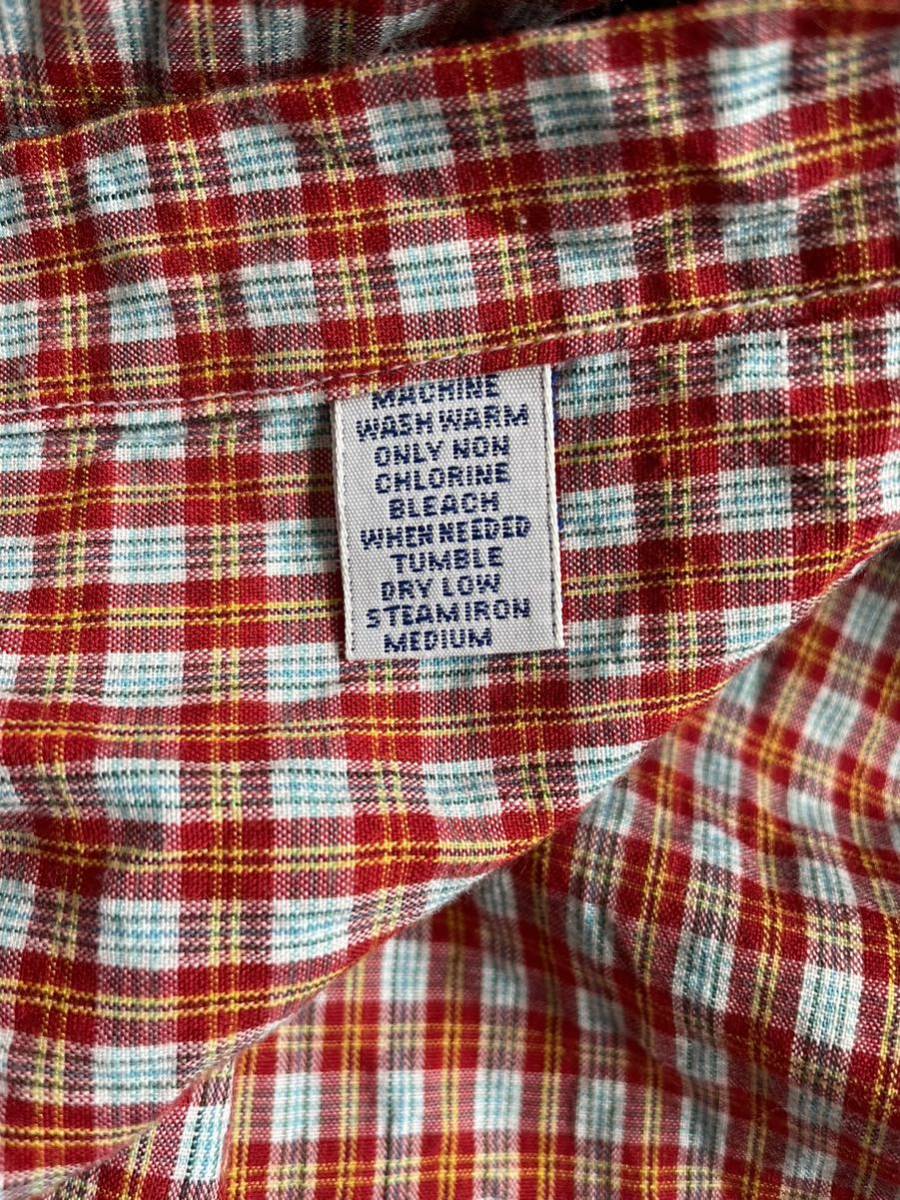 MACHINE
WASH WARM
ONLY NON
CHLORINE
BLEACH
WHEN NEEDED
TUMBLE
DRY LOW
STEAM IRON
MEDIUM